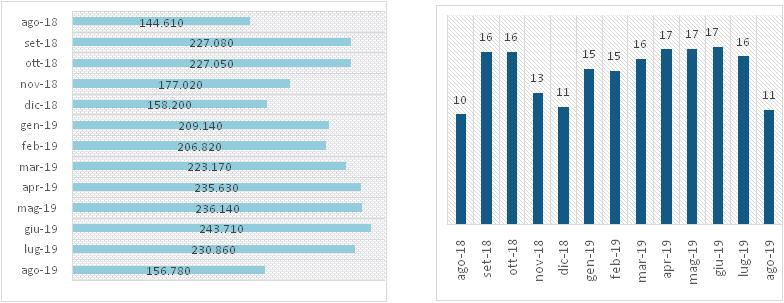 ago-18 144.610
set-18 227.080
ott-18 227.050
nov-18 177.020
dic-18 158.200
gen-19 209.140
feb-19 206.820
mar-19 223.170
apr-19 235.630
mag-19 236.140
giu-19 243.710
lug-19 230.860
ago-19 156.780
10 16 16 13 11 15 15 16 17 17 17 16 11
ago-18 set-18 ott-18 nov-18 dic-18 gen-19 feb-19 mar-19 apr-19 mag-19 giu-19 lug-19 ago-19